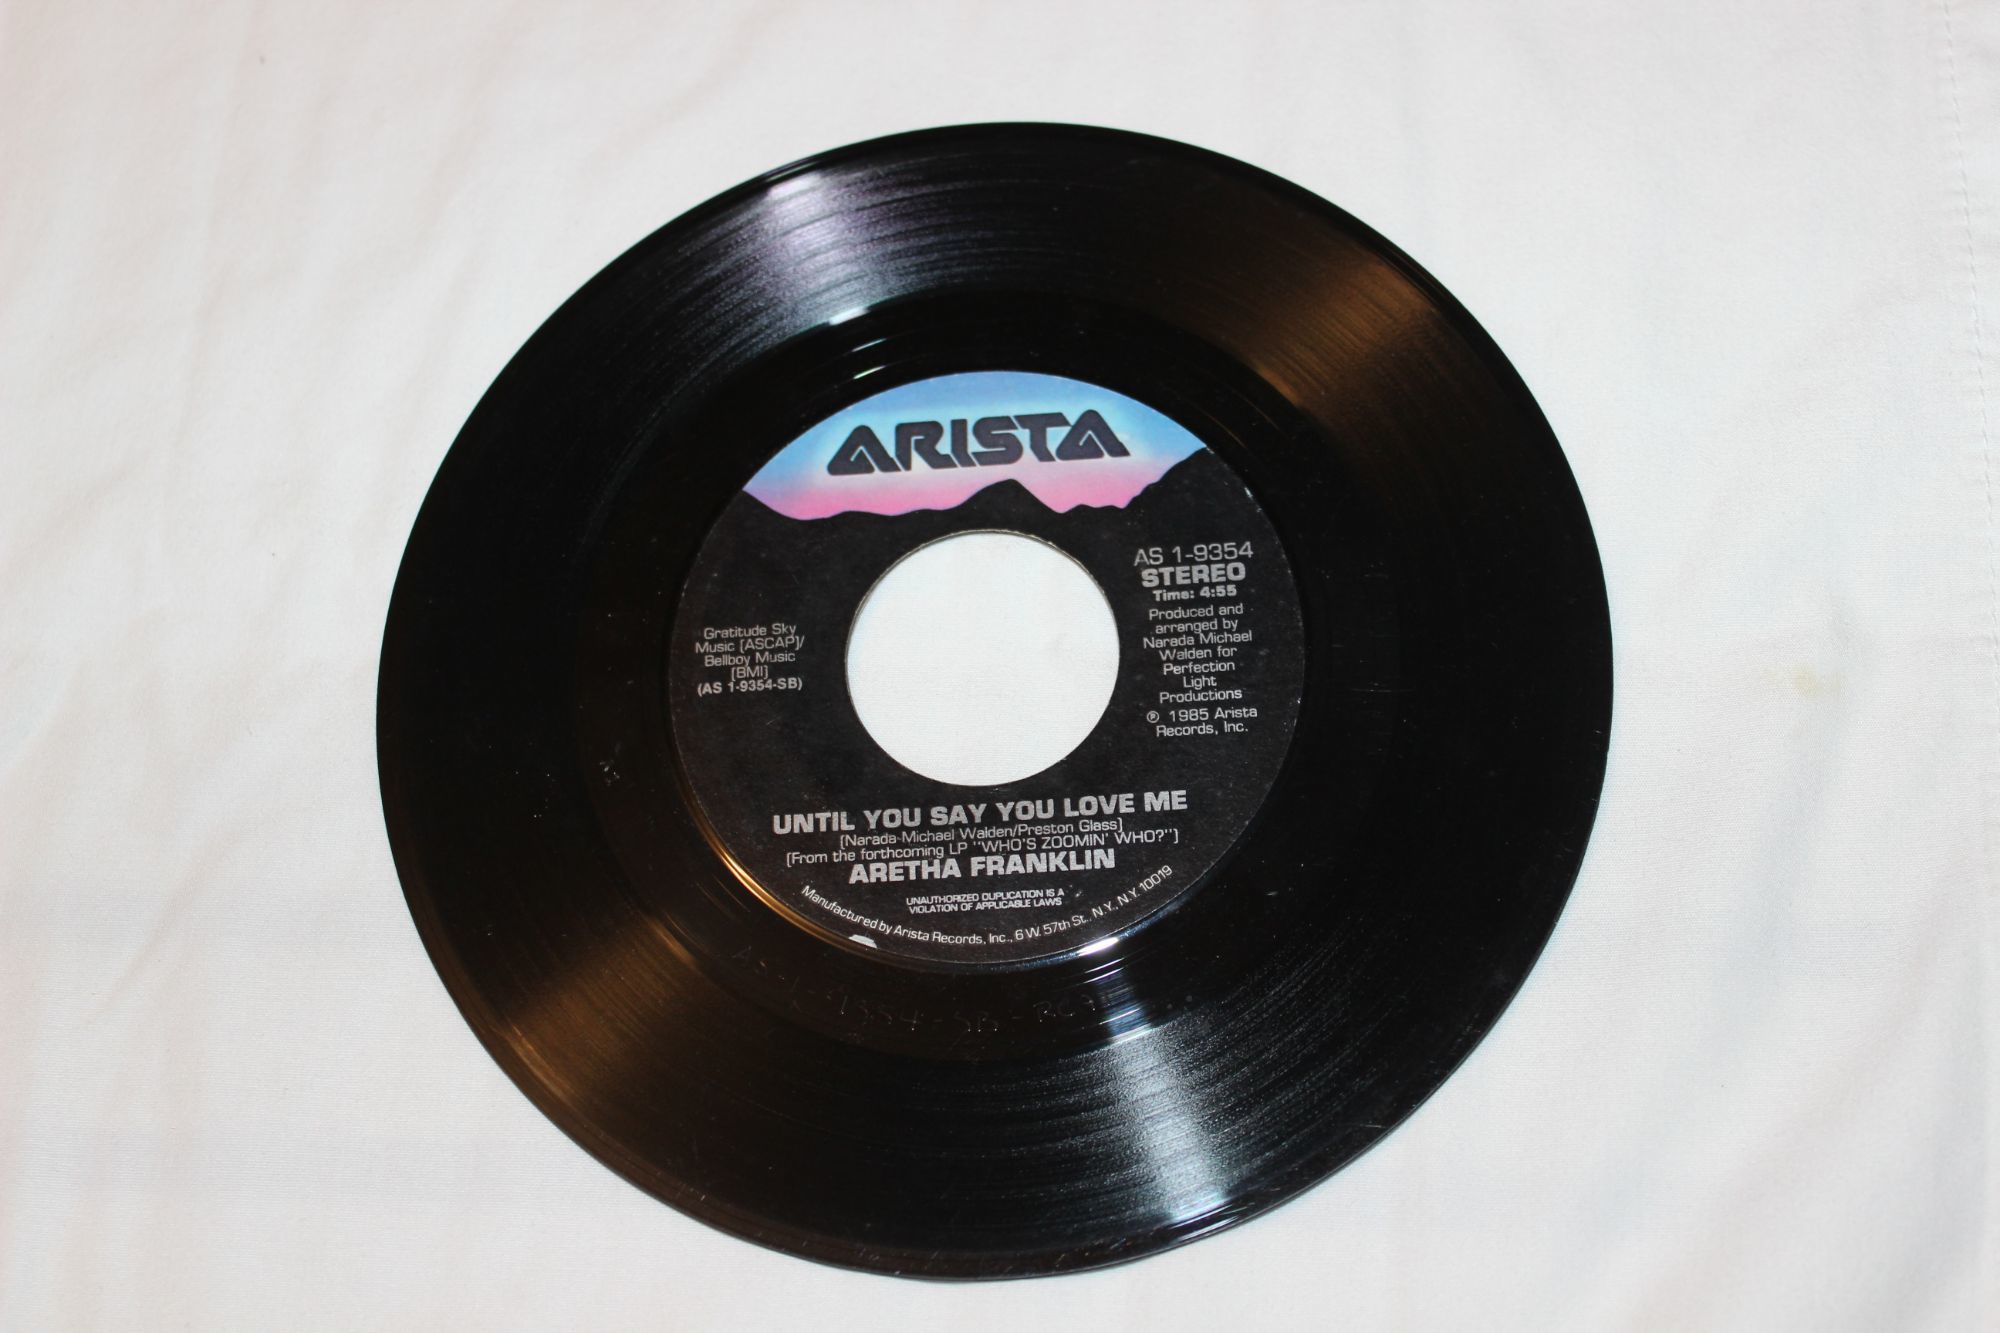 ARISTA
AS 1-9354
STEREO
Time: 4:55
Produced and
arranged by
Narada Michael
Walden for
Perfection
Light
Productions
℗ 1985 Arista
Records, Inc.
Gratitude Sky
Music (ASCAP)/
Bellboy Music
(BMI)
(AS 1-9354-SB)
UNTIL YOU SAY YOU LOVE ME
(Narada Michael Walden/Preston Glass)
(From the forthcoming LP "WHO'S ZOOMIN' WHO?")
ARETHA FRANKLIN
UNAUTHORIZED DUPLICATION IS A
VIOLATION OF APPLICABLE LAWS
Manufactured by Arista Records, Inc., 6 W. 57th St., N.Y., N.Y. 10019